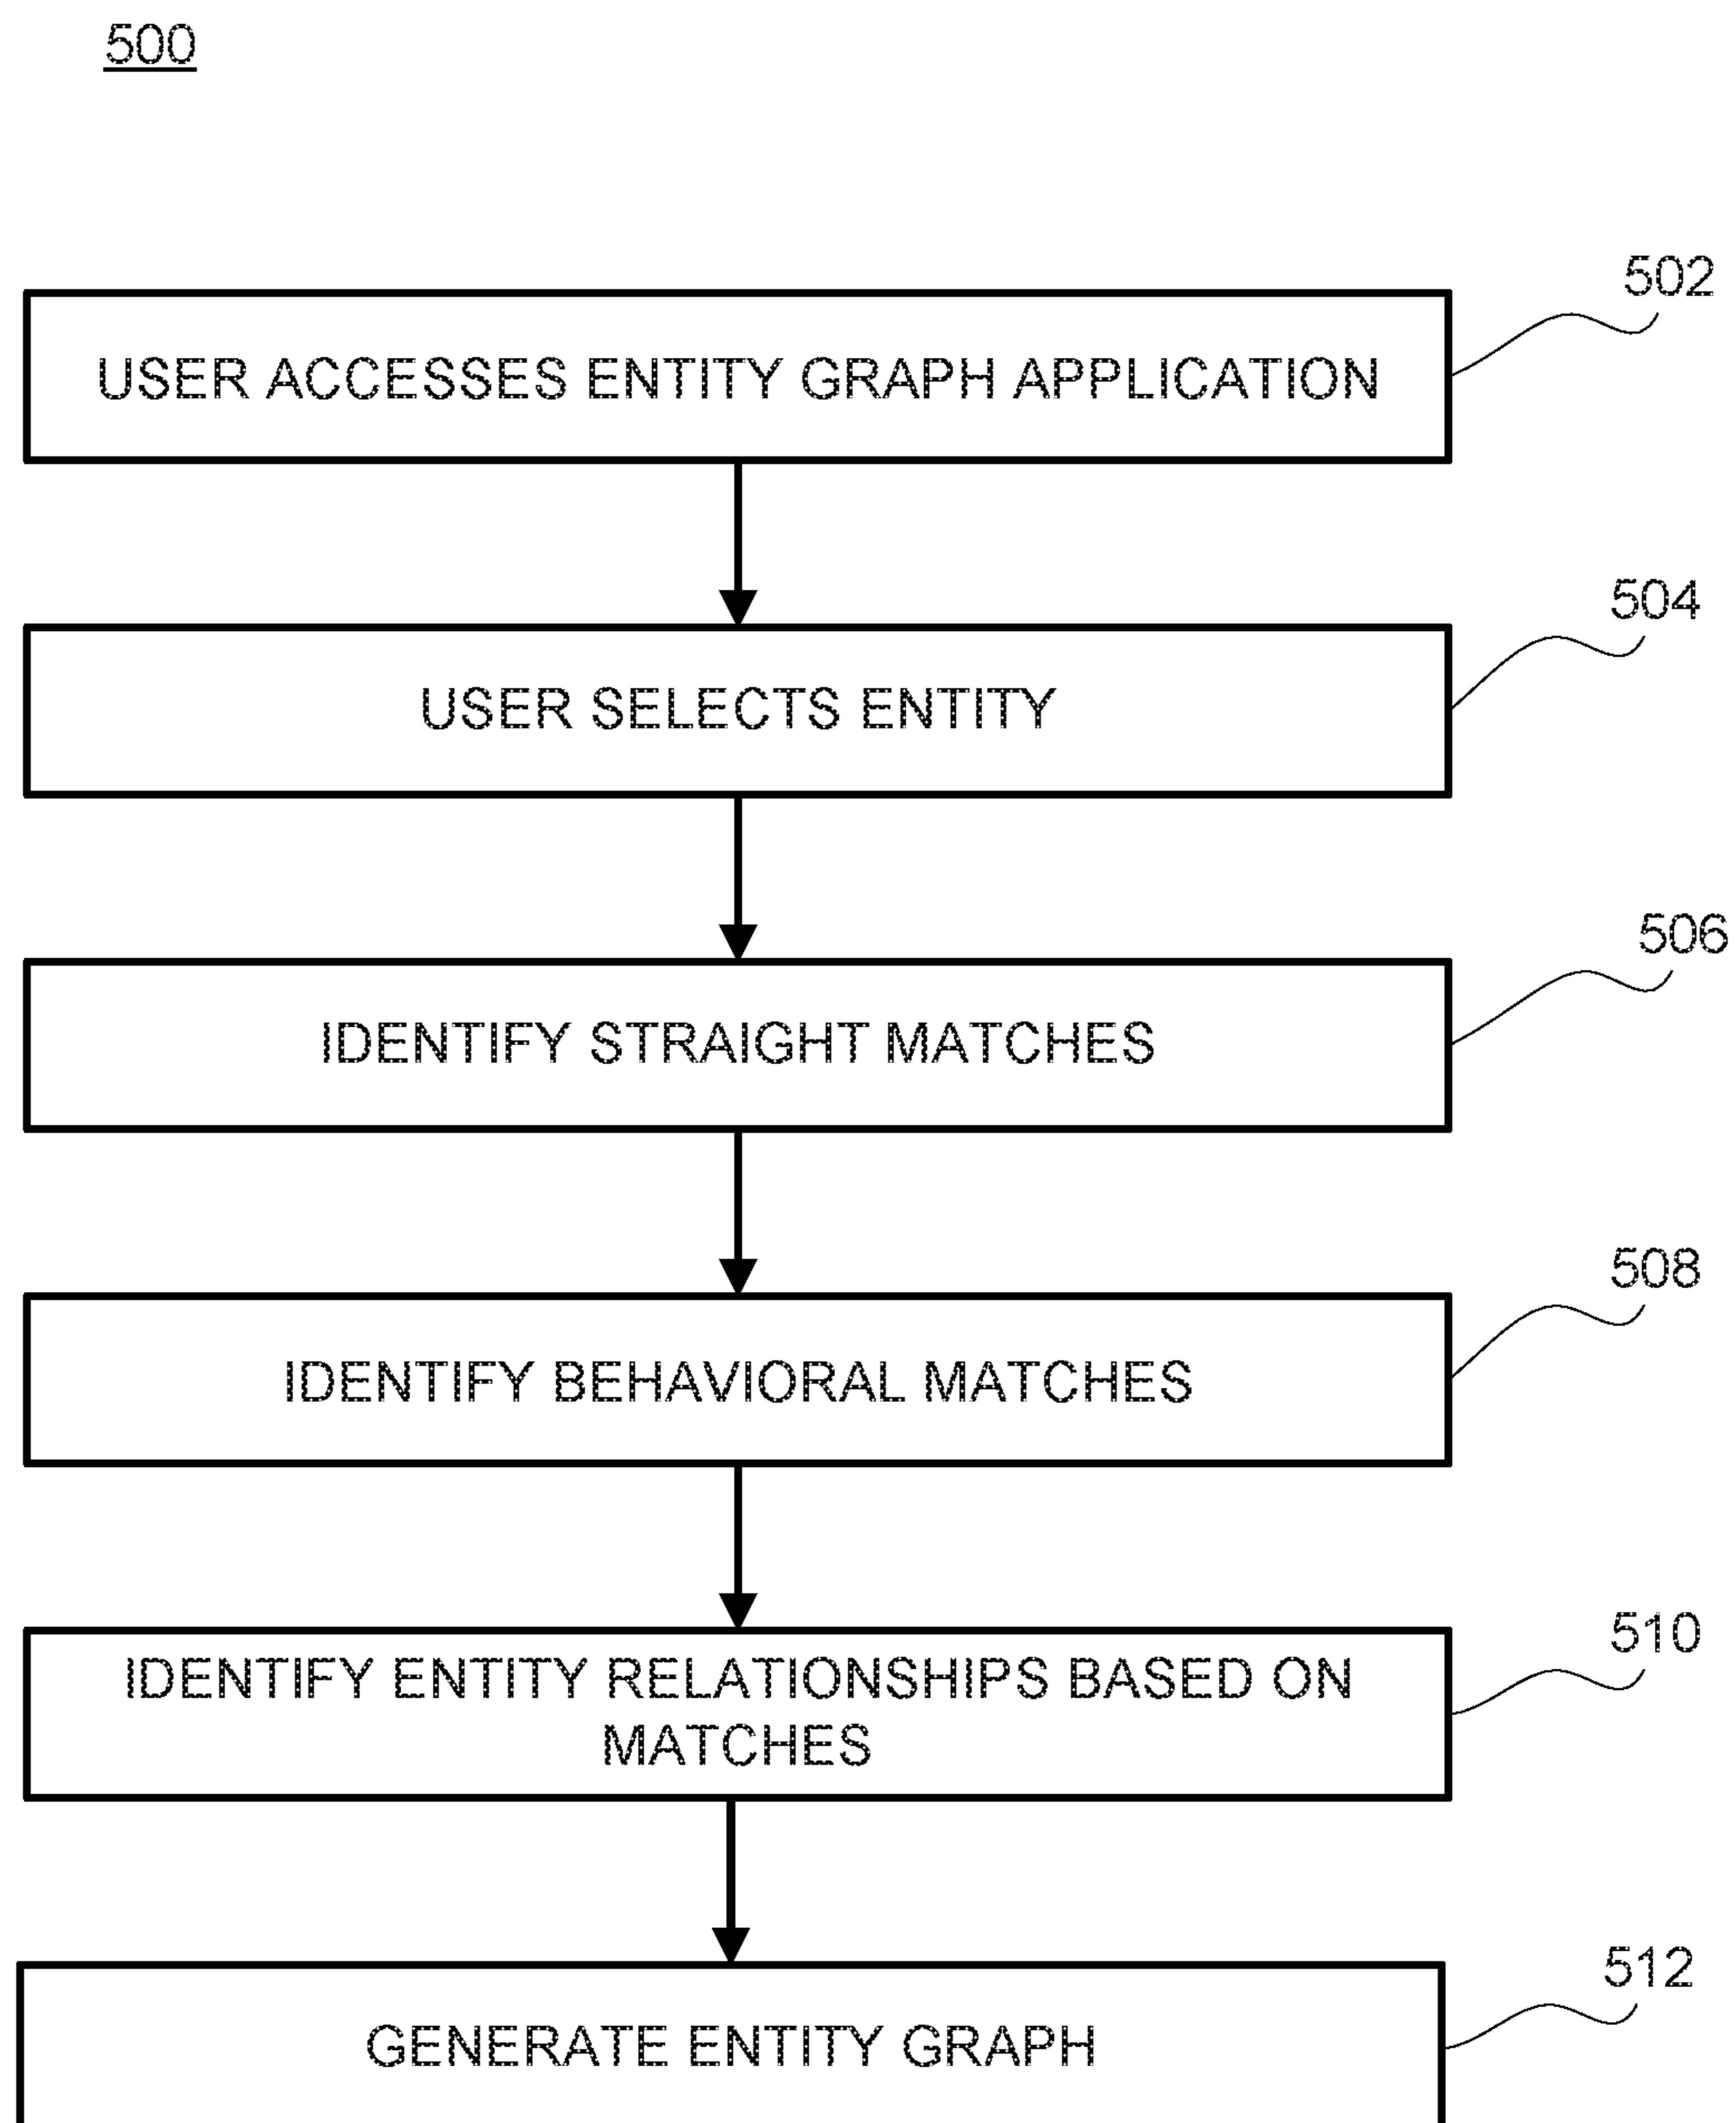 500
502
USER ACCESSES ENTITY GRAPH APPLICATION
504
USER SELECTS ENTITY
506
IDENTIFY STRAIGHT MATCHES
508
IDENTIFY BEHAVIORAL MATCHES
510
IDENTIFY ENTITY RELATIONSHIPS BASED ON
MATCHES
512
GENERATE ENTITY GRAPH